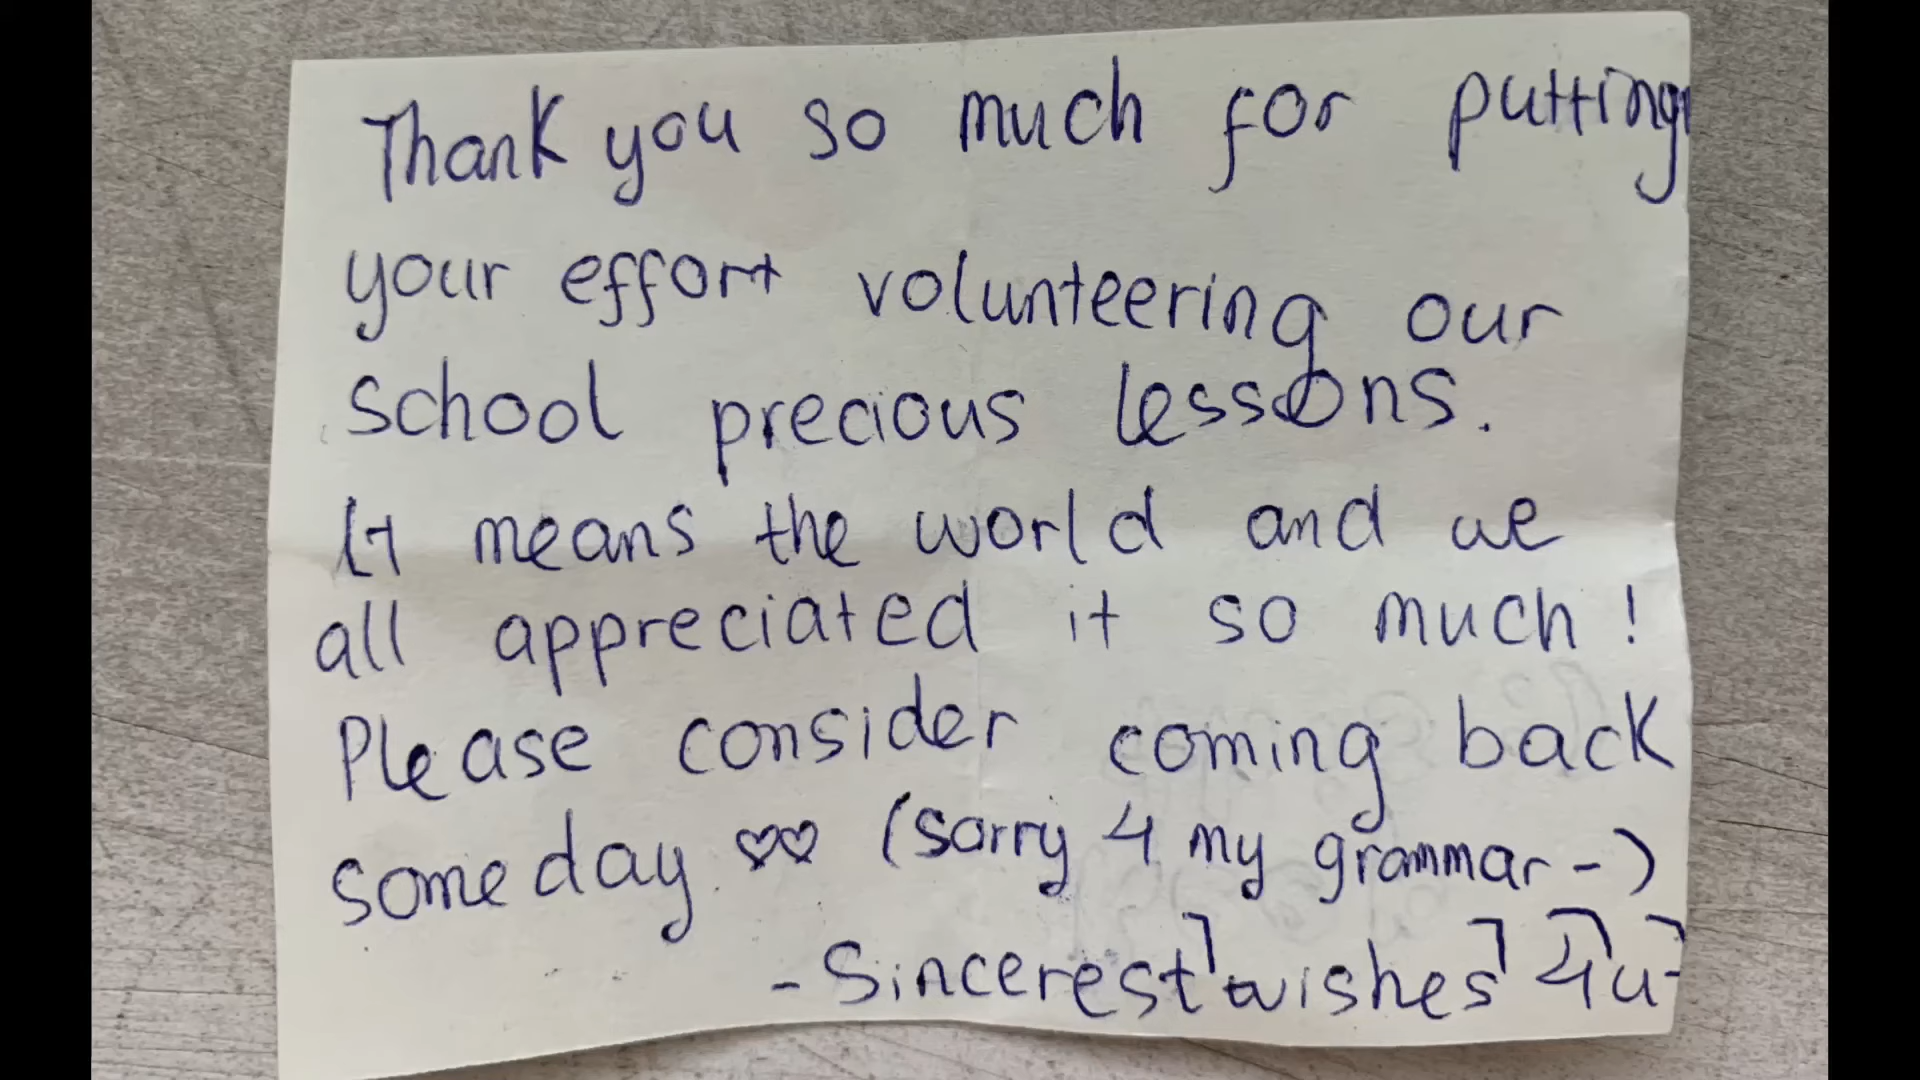 Thank you so much for putting
your effort volunteering our
school precious lessons.
It means the world and we
all appreciated it so much!
Please consider coming back
someday ♡♡ (sorry 4 my grammar -)
- Sincerest wishes 4 u -